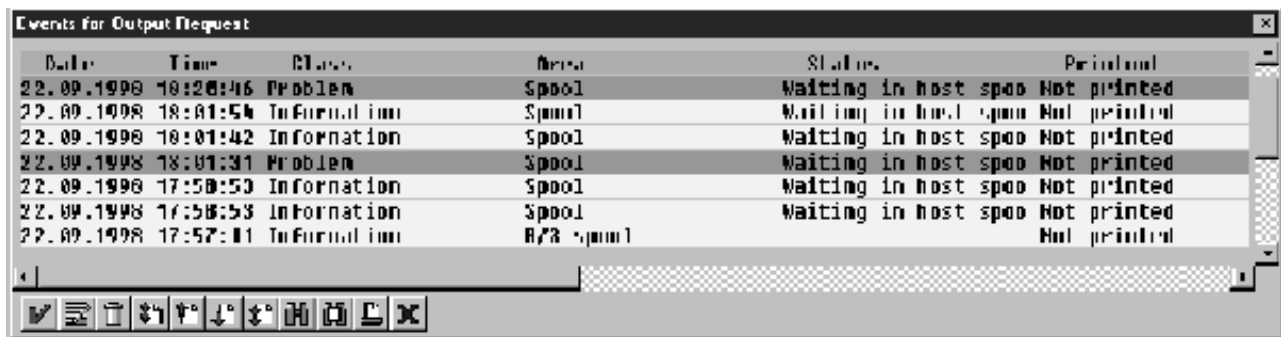 Events for Output Request
Date Time Class Area Status Printout
22.09.1998 18:26:46 Problem Spool Waiting in host spoo Not printed
22.09.1998 18:01:54 Information Spool Waiting in host spoo Not printed
22.09.1998 18:01:42 Information Spool Waiting in host spoo Not printed
22.09.1998 18:01:31 Problem Spool Waiting in host spoo Not printed
22.09.1998 17:58:53 Information Spool Waiting in host spoo Not printed
22.09.1998 17:58:53 Information Spool Waiting in host spoo Not printed
22.09.1998 Information R/3 spool Not printed